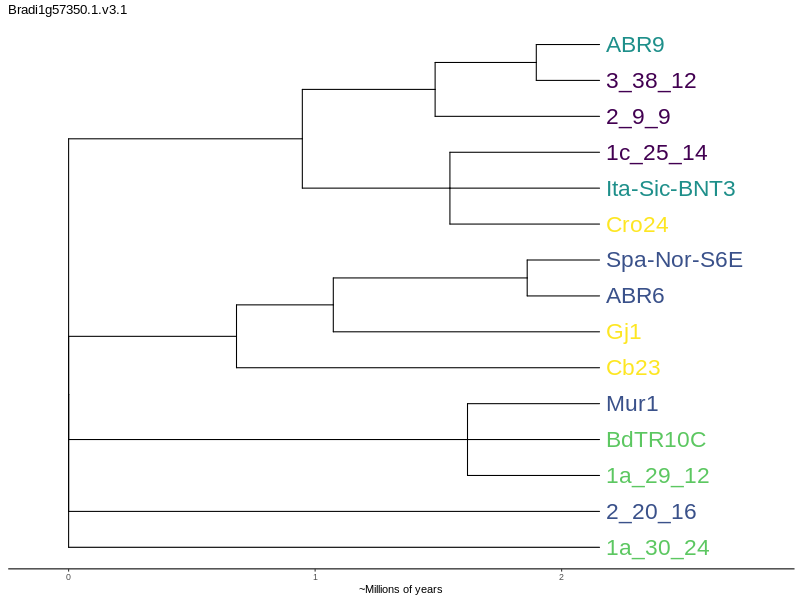 Bradi1g57350.1.v3.1
ABR9
3_38_12
2_9_9
1c_25_14
Ita-Sic-BNT3
Cro24
Spa-Nor-S6E
ABR6
Gj1
Cb23
Mur1
BdTR10C
1a_29_12
2_20_16
1a_30_24
0 1 2
~Millions of years